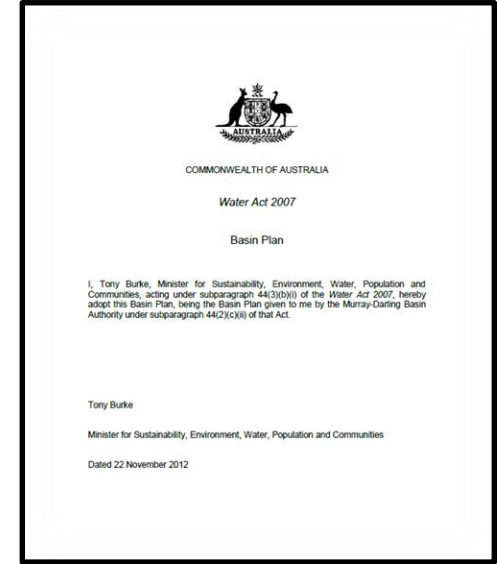 AUSTRALIA
COMMONWEALTH OF AUSTRALIA
Water Act 2007
Basin Plan
I, Tony Burke, Minister for Sustainability, Environment, Water, Population and
Communities, acting under subparagraph 44(3)(b)(i) of the Water Act 2007, hereby
adopt this Basin Plan, being the Basin Plan given to me by the Murray-Darling Basin
Authority under subparagraph 44(2)(c)(ii) of that Act.
Tony Burke
Minister for Sustainability, Environment, Water, Population and Communities
Dated 22 November 2012